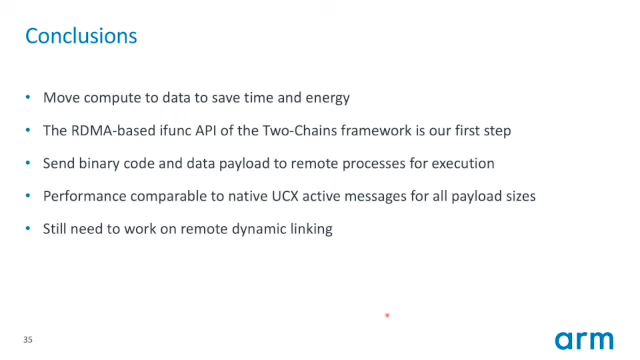 Conclusions
• Move compute to data to save time and energy
• The RDMA-based ifunc API of the Two-Chains framework is our first step
• Send binary code and data payload to remote processes for execution
• Performance comparable to native UCX active messages for all payload sizes
• Still need to work on remote dynamic linking
35
arm